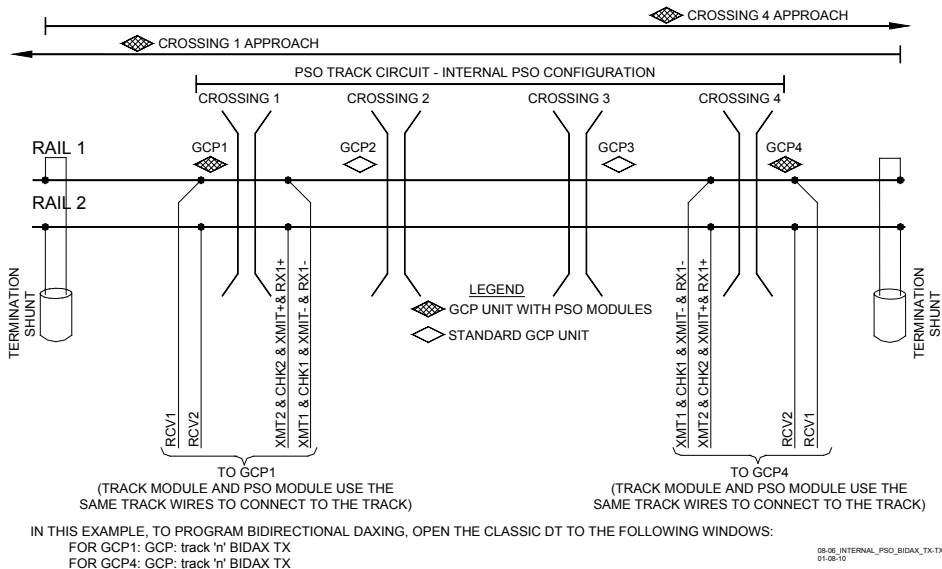 CROSSING 4 APPROACH
CROSSING 1 APPROACH
PSO TRACK CIRCUIT - INTERNAL PSO CONFIGURATION
CROSSING 1
CROSSING 2
CROSSING 3
CROSSING 4
RAIL 1
GCP1
GCP2
GCP3
GCP4
RAIL 2
TERMINATION
SHUNT
RCV1
RCV2
XMT2 & CHK2 & XMIT+& RX1+
XMT1 & CHK1 & XMIT- & RX1-
LEGEND
GCP UNIT WITH PSO MODULES
STANDARD GCP UNIT
XMT1 & CHK1 & XMIT- & RX1-
XMT2 & CHK2 & XMIT+& RX1+
RCV2
RCV1
TERMINATION
SHUNT
TO GCP1
(TRACK MODULE AND PSO MODULE USE THE
SAME TRACK WIRES TO CONNECT TO THE TRACK)
TO GCP4
(TRACK MODULE AND PSO MODULE USE THE
SAME TRACK WIRES TO CONNECT TO THE TRACK)
IN THIS EXAMPLE, TO PROGRAM BIDIRECTIONAL DAXING, OPEN THE CLASSIC DT TO THE FOLLOWING WINDOWS:
FOR GCP1: GCP: track 'n' BIDAX TX
FOR GCP4: GCP: track 'n' BIDAX TX
08-06_INTERNAL_PSO_BIDAX_TX-TX
01-08-10